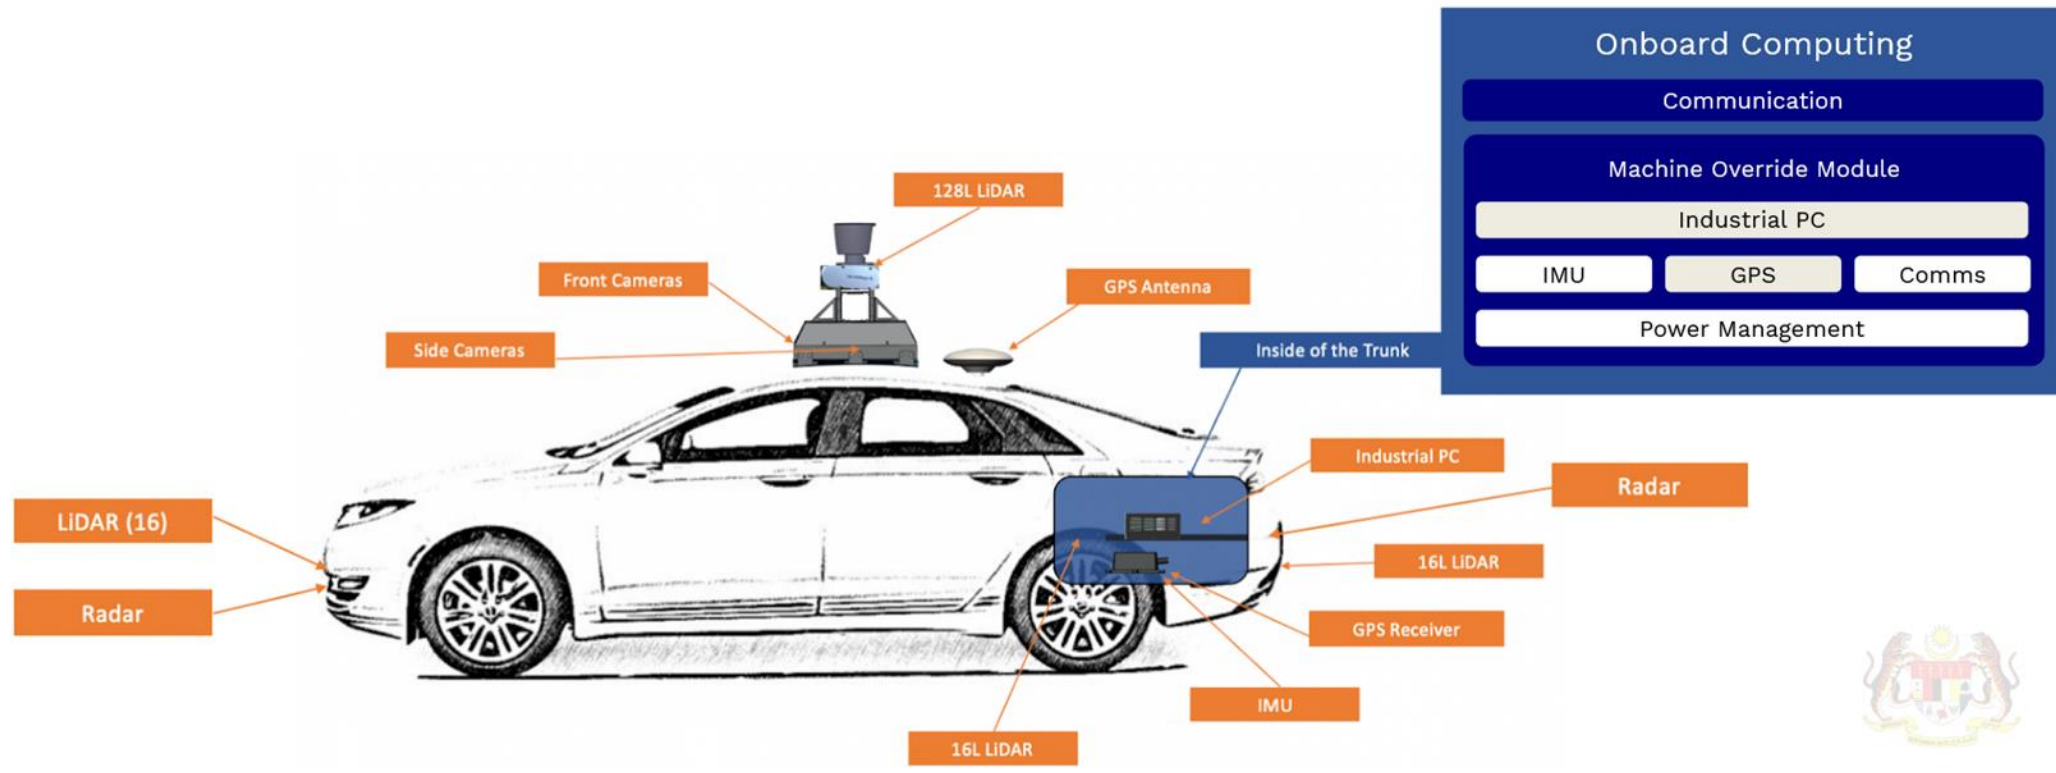 Onboard Computing
Communication
Machine Override Module
Industrial PC
IMU
GPS
Comms
Power Management
128L LiDAR
Front Cameras
GPS Antenna
Side Cameras
Inside of the Trunk
Industrial PC
Radar
LiDAR (16)
16L LiDAR
Radar
GPS Receiver
IMU
16L LiDAR